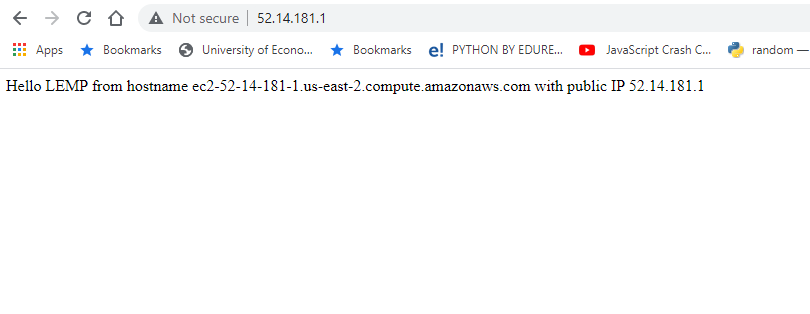 Not secure 52.14.181.1
Apps Bookmarks University of Econo... Bookmarks e! PYTHON BY EDURE... JavaScript Crash C... random —
Hello LEMP from hostname ec2-52-14-181-1.us-east-2.compute.amazonaws.com with public IP 52.14.181.1